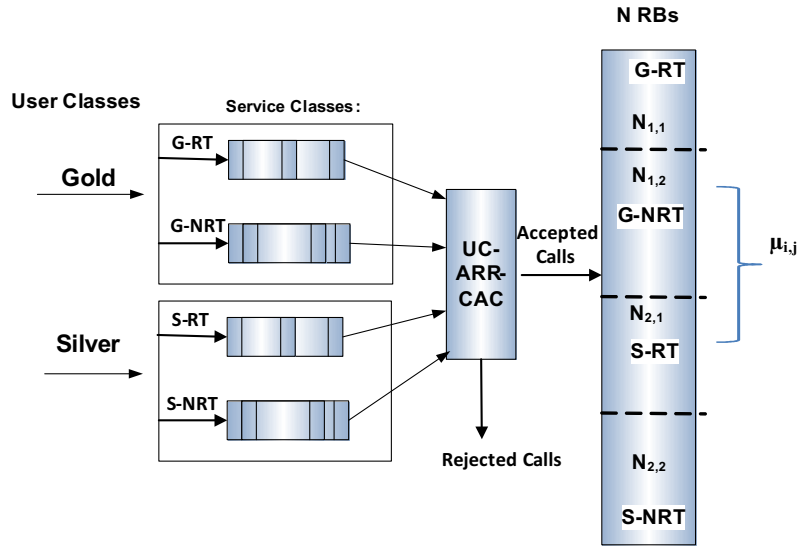 N RBs
User Classes
Service Classes:
G-RT
Gold
G-NRT
S-RT
Silver
S-NRT
UC-
ARR-
CAC
Accepted
Calls
Rejected Calls
G-RT
N1,1
N1,2
G-NRT
N2,1
S-RT
N2,2
S-NRT
μi,j